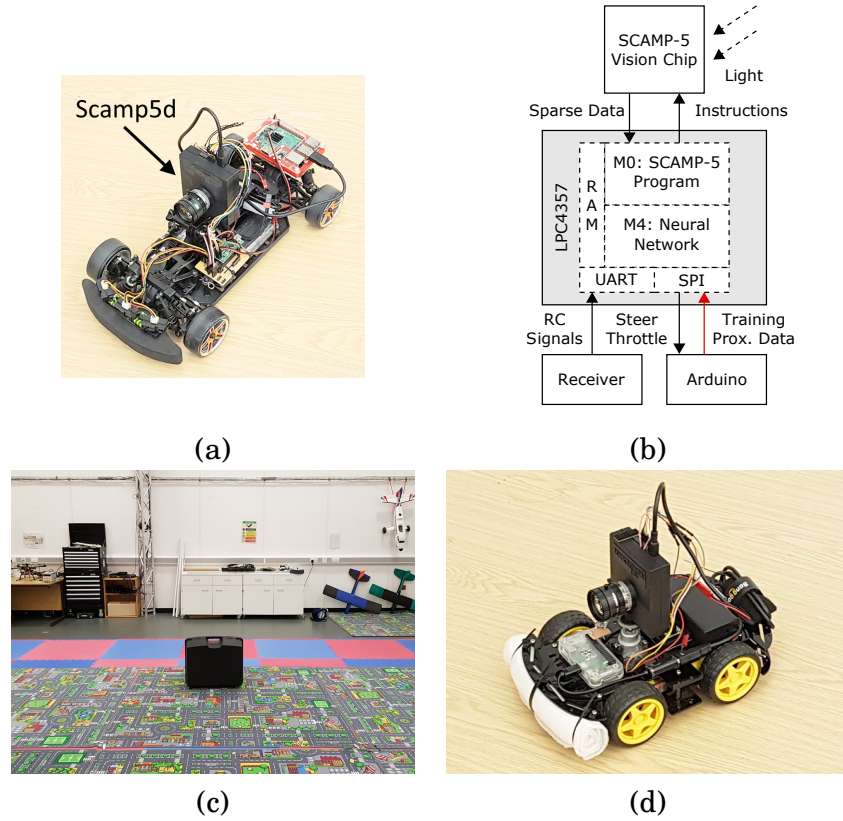 Scamp5d
(a)
SCAMP-5
Vision Chip
Light
Sparse Data
Instructions
LPC4357
RAM
M0: SCAMP-5
Program
M4: Neural
Network
UART
SPI
RC
Signals
Steer
Throttle
Training
Prox. Data
Receiver
Arduino
(b)
(c)
(d)